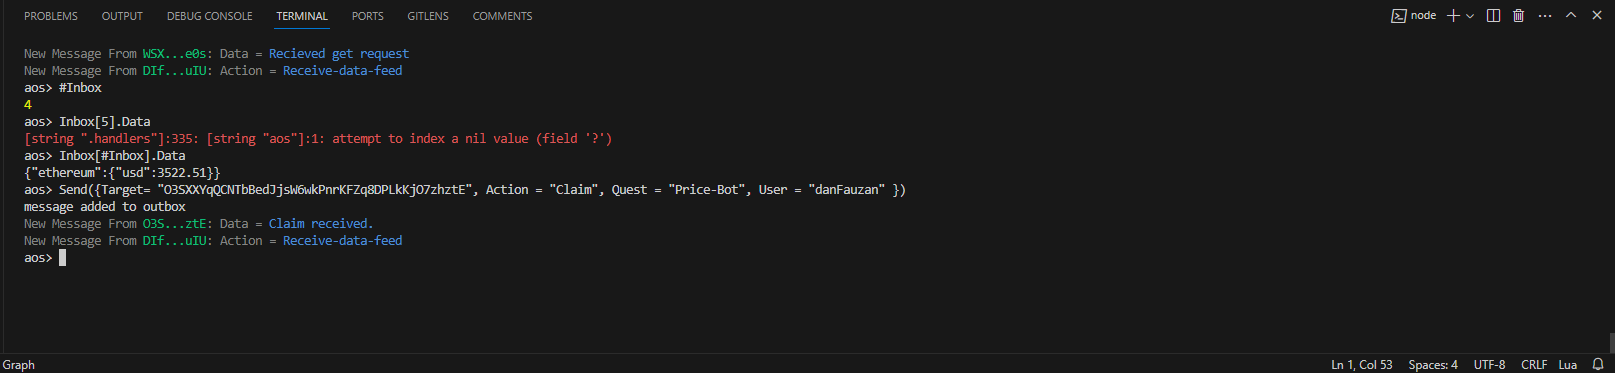 PROBLEMS OUTPUT DEBUG CONSOLE TERMINAL PORTS GITLENS COMMENTS node
New Message From WSX...e0s: Data = Recieved get request
New Message From DIf...uIU: Action = Receive-data-feed
aos> #Inbox
4
aos> Inbox[5].Data
[string ".handlers"]:335: [string "aos"]:1: attempt to index a nil value (field '?')
aos> Inbox[#Inbox].Data
{"ethereum":{"usd":3522.51}}
aos> Send({Target= "O3SXXYqQCNTbBedJjsW6wkPnrKFZq8DPLkKjO7zhztE", Action = "Claim", Quest = "Price-Bot", User = "danFauzan" })
message added to outbox
New Message From O3S...ztE: Data = Claim received.
New Message From DIf...uIU: Action = Receive-data-feed
aos>
Graph Ln 1, Col 53 Spaces: 4 UTF-8 CRLF Lua